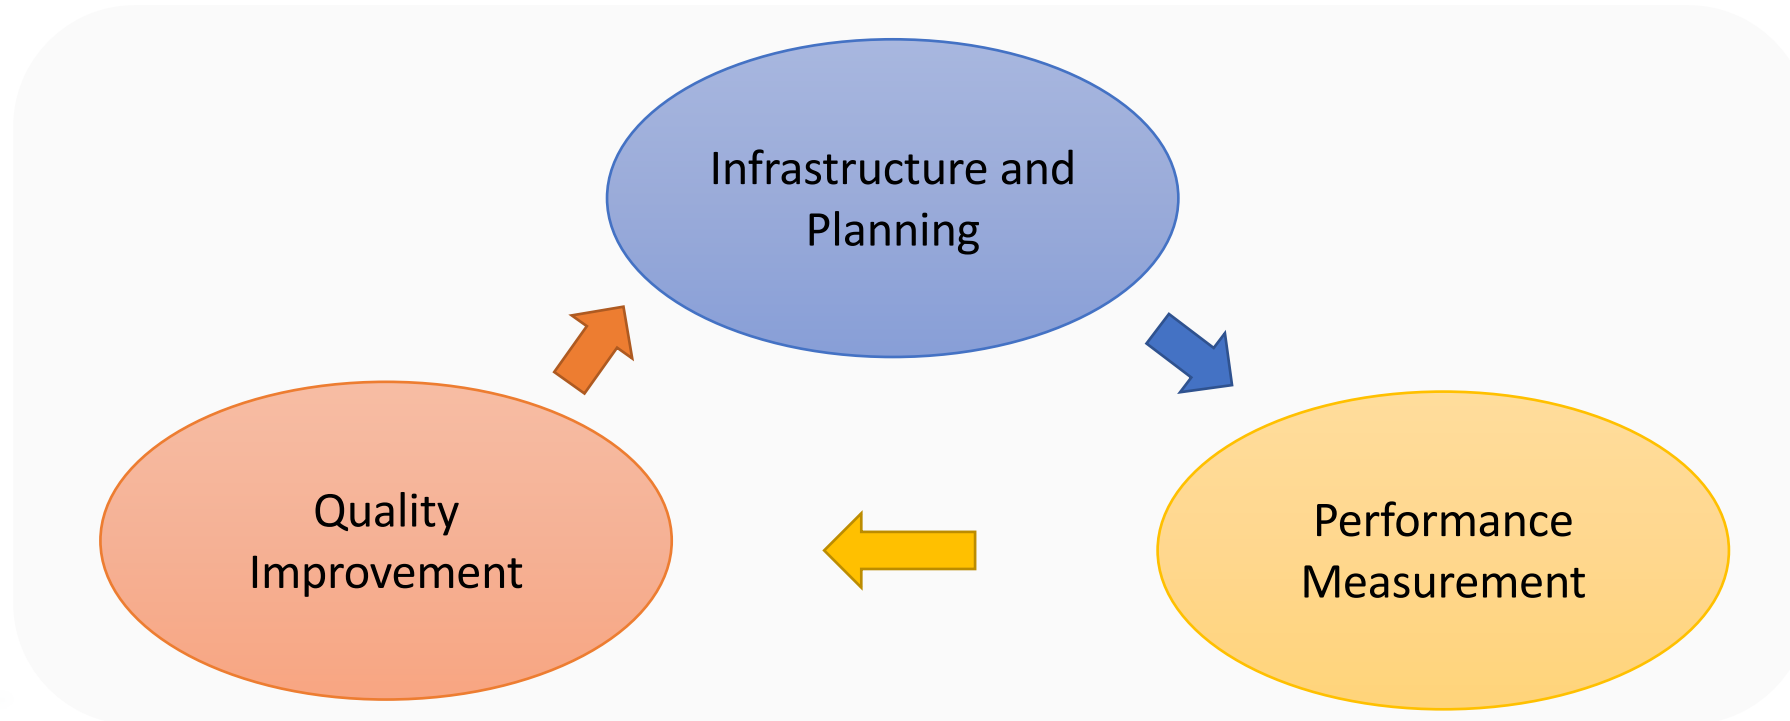 Infrastructure and
Planning
Quality
Improvement
Performance
Measurement